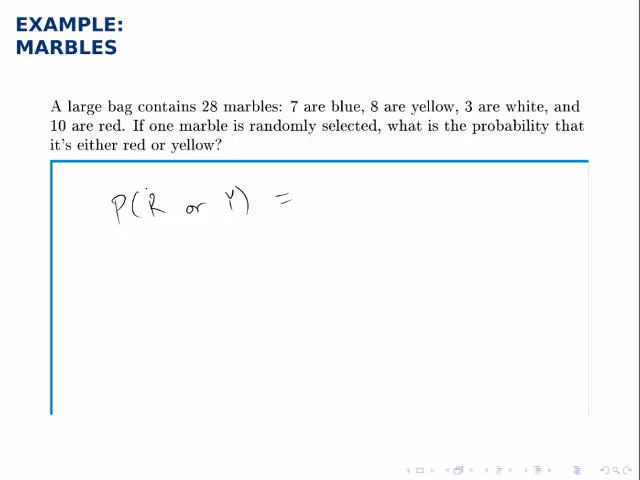 EXAMPLE:
MARBLES
A large bag contains 28 marbles: 7 are blue, 8 are yellow, 3 are white, and
10 are red. If one marble is randomly selected, what is the probability that
it's either red or yellow?
P(R or Y) =